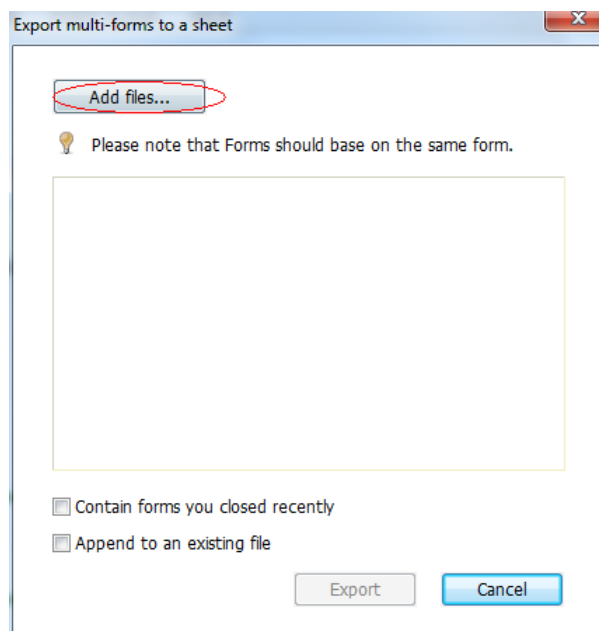 Export multi-forms to a sheet
Add files...
Please note that Forms should base on the same form.
Contain forms you closed recently
Append to an existing file
Export Cancel